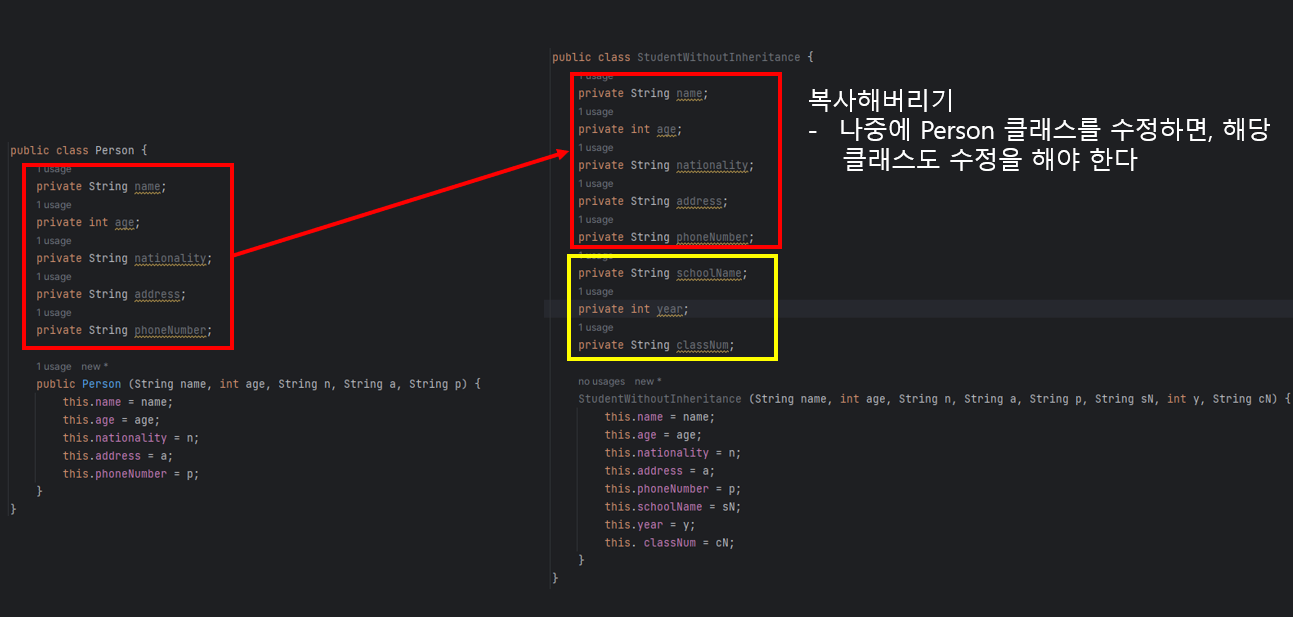 public class Person {
1 usage
private String name;
1 usage
private int age;
1 usage
private String nationality;
1 usage
private String address;
1 usage
private String phoneNumber;
1 usage new *
public Person (String name, int age, String n, String a, String p) {
this.name = name;
this.age = age;
this.nationality = n;
this.address = a;
this.phoneNumber = p;
}
}
public class StudentWithoutInheritance {
1 usage
private String name;
1 usage
private int age;
1 usage
private String nationality;
1 usage
private String address;
1 usage
private String phoneNumber;
1 usage
private String schoolName;
1 usage
private int year;
1 usage
private String classNum;
no usages new *
StudentWithoutInheritance (String name, int age, String n, String a, String p, String sN, int y, String cN) {
this.name = name;
this.age = age;
this.nationality = n;
this.address = a;
this.phoneNumber = p;
this.schoolName = sN;
this.year = y;
this. classNum = cN;
}
}
복사해버리기
- 나중에 Person 클래스를 수정하면, 해당
클래스도 수정을 해야 한다